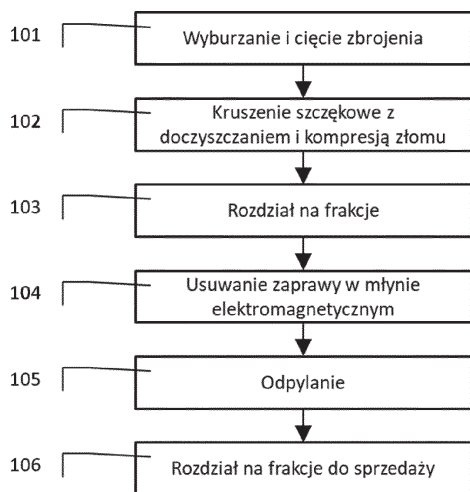 101
Wyburzanie i cięcie zbrojenia
102
Kruszenie szczękowe z
doczyszczaniem i kompresją złomu
103
Rozdział na frakcje
104
Usuwanie zaprawy w młynie
elektromagnetycznym
105
Odpylanie
106
Rozdział na frakcje do sprzedaży